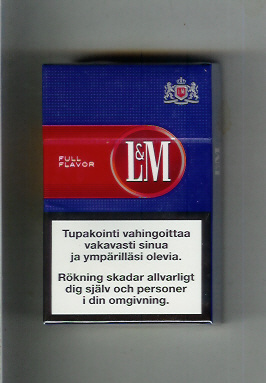 FULL
FLAVOR
L&M
Tupakointi vahingoittaa
vakavasti sinua
ja ympärilläsi olevia.
Rökning skadar allvarligt
dig själv och personer
i din omgivning.